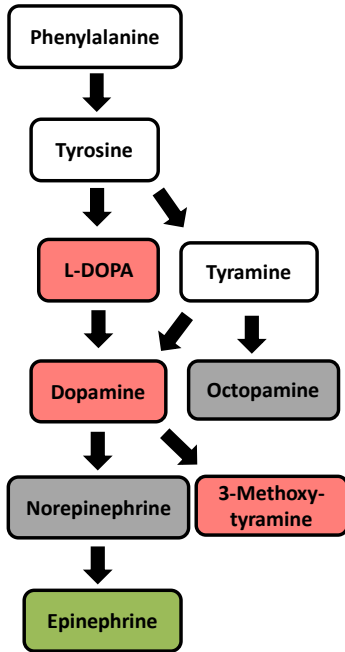 Phenylalanine
Tyrosine
L-DOPA
Tyramine
Dopamine
Octopamine
Norepinephrine
3-Methoxy-
tyramine
Epinephrine